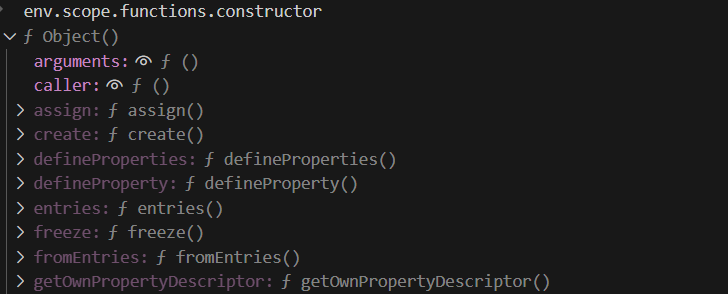 env.scope.functions.constructor
ƒ Object()
arguments: ƒ ()
caller: ƒ ()
assign: ƒ assign()
create: ƒ create()
defineProperties: ƒ defineProperties()
defineProperty: ƒ defineProperty()
entries: ƒ entries()
freeze: ƒ freeze()
fromEntries: ƒ fromEntries()
getOwnPropertyDescriptor: ƒ getOwnPropertyDescriptor()